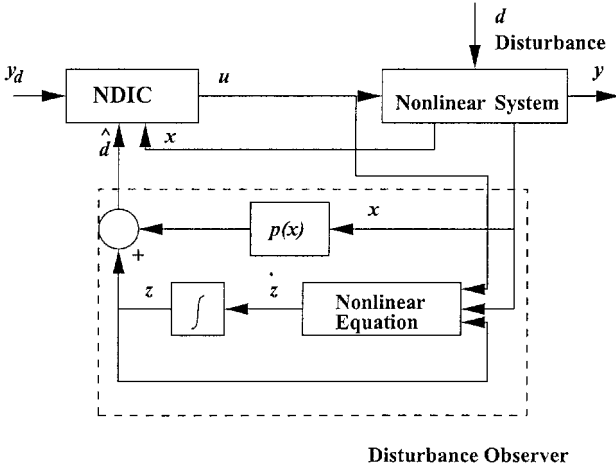 d
Disturbance
y_d
NDIC
u
Nonlinear System
y
d̂
x
p(x)
x
+
z
∫
ż
Nonlinear
Equation
Disturbance Observer